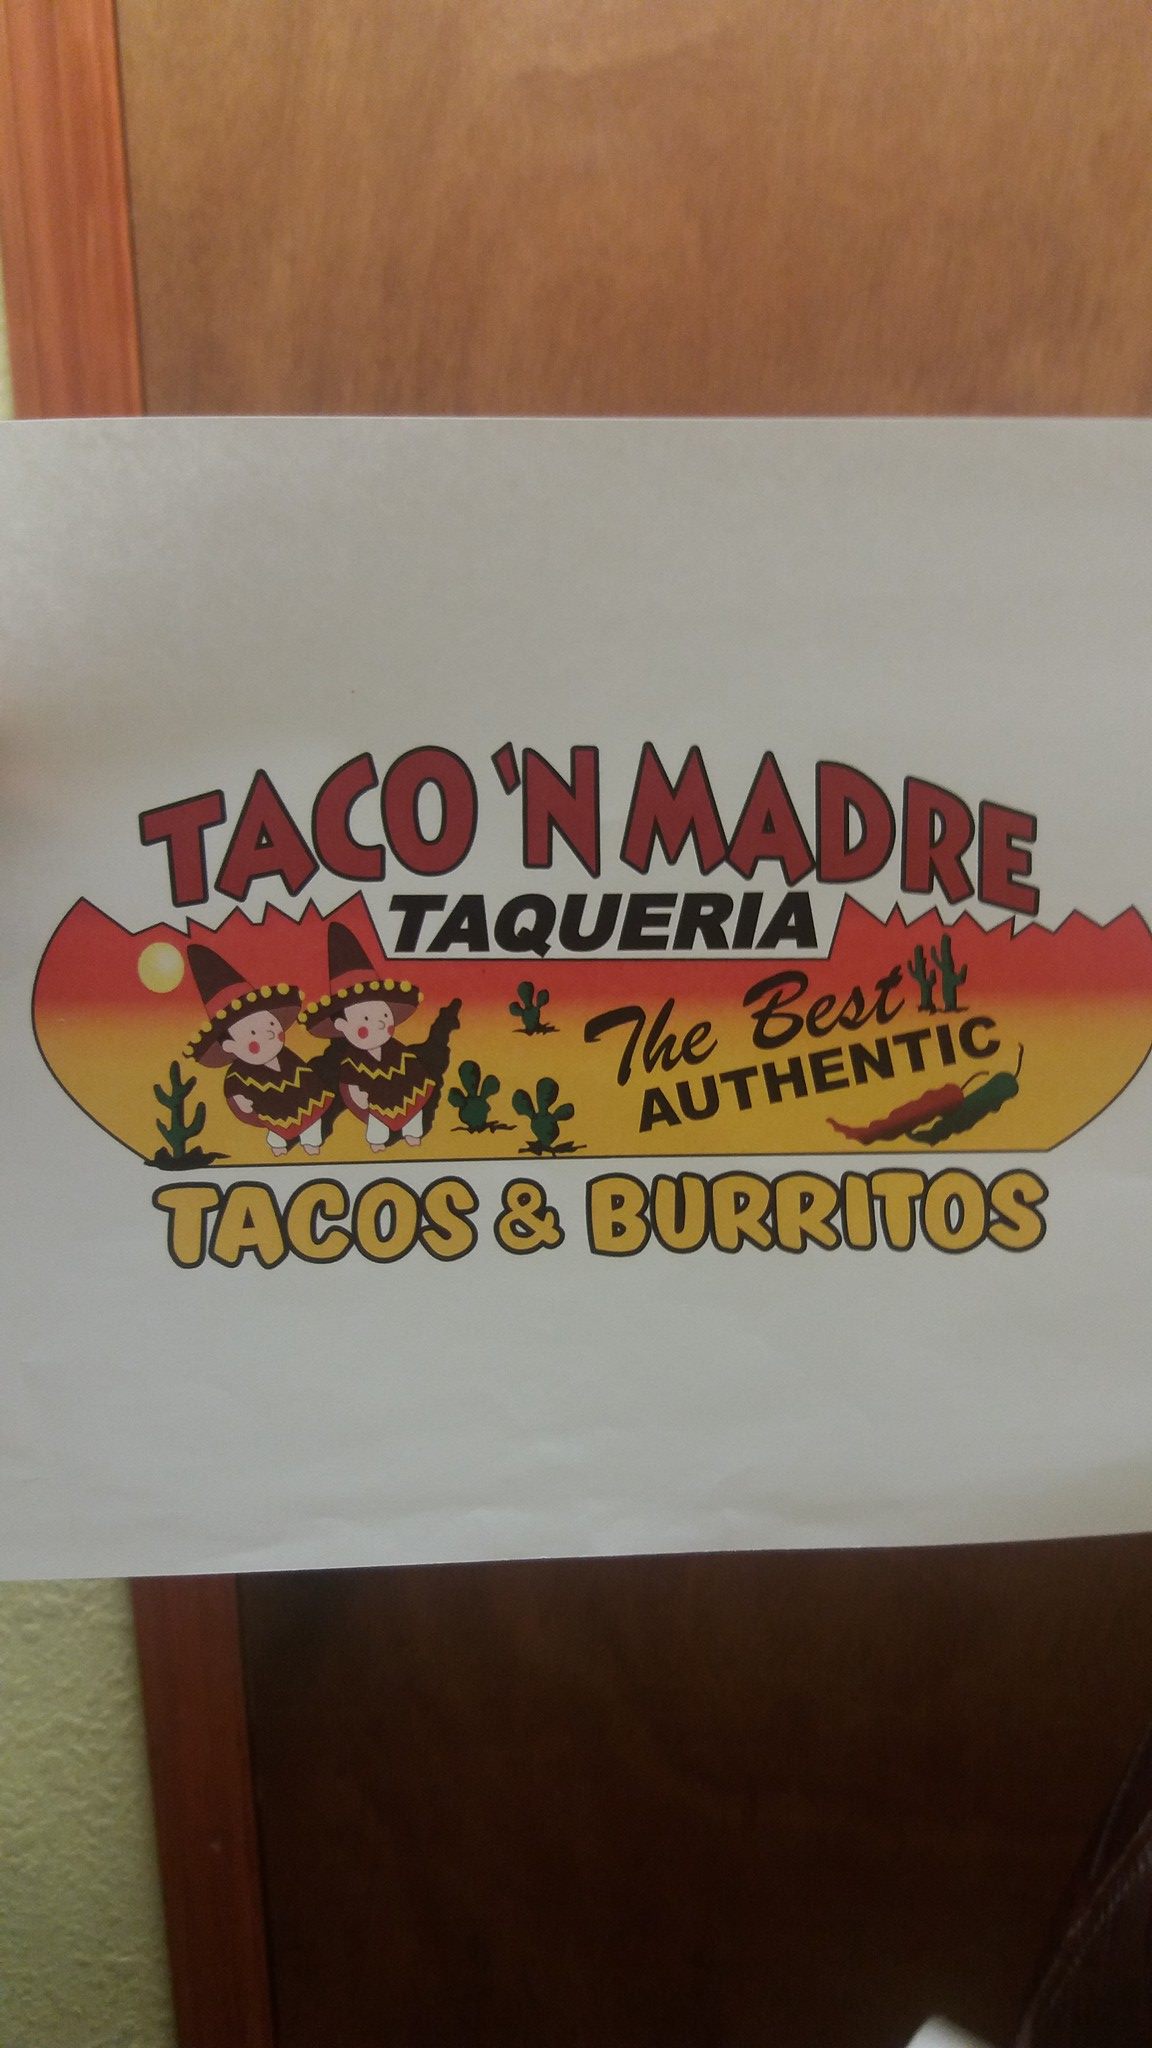 TACO 'N MADRE
TAQUERIA
The Best
AUTHENTIC
TACOS & BURRITOS